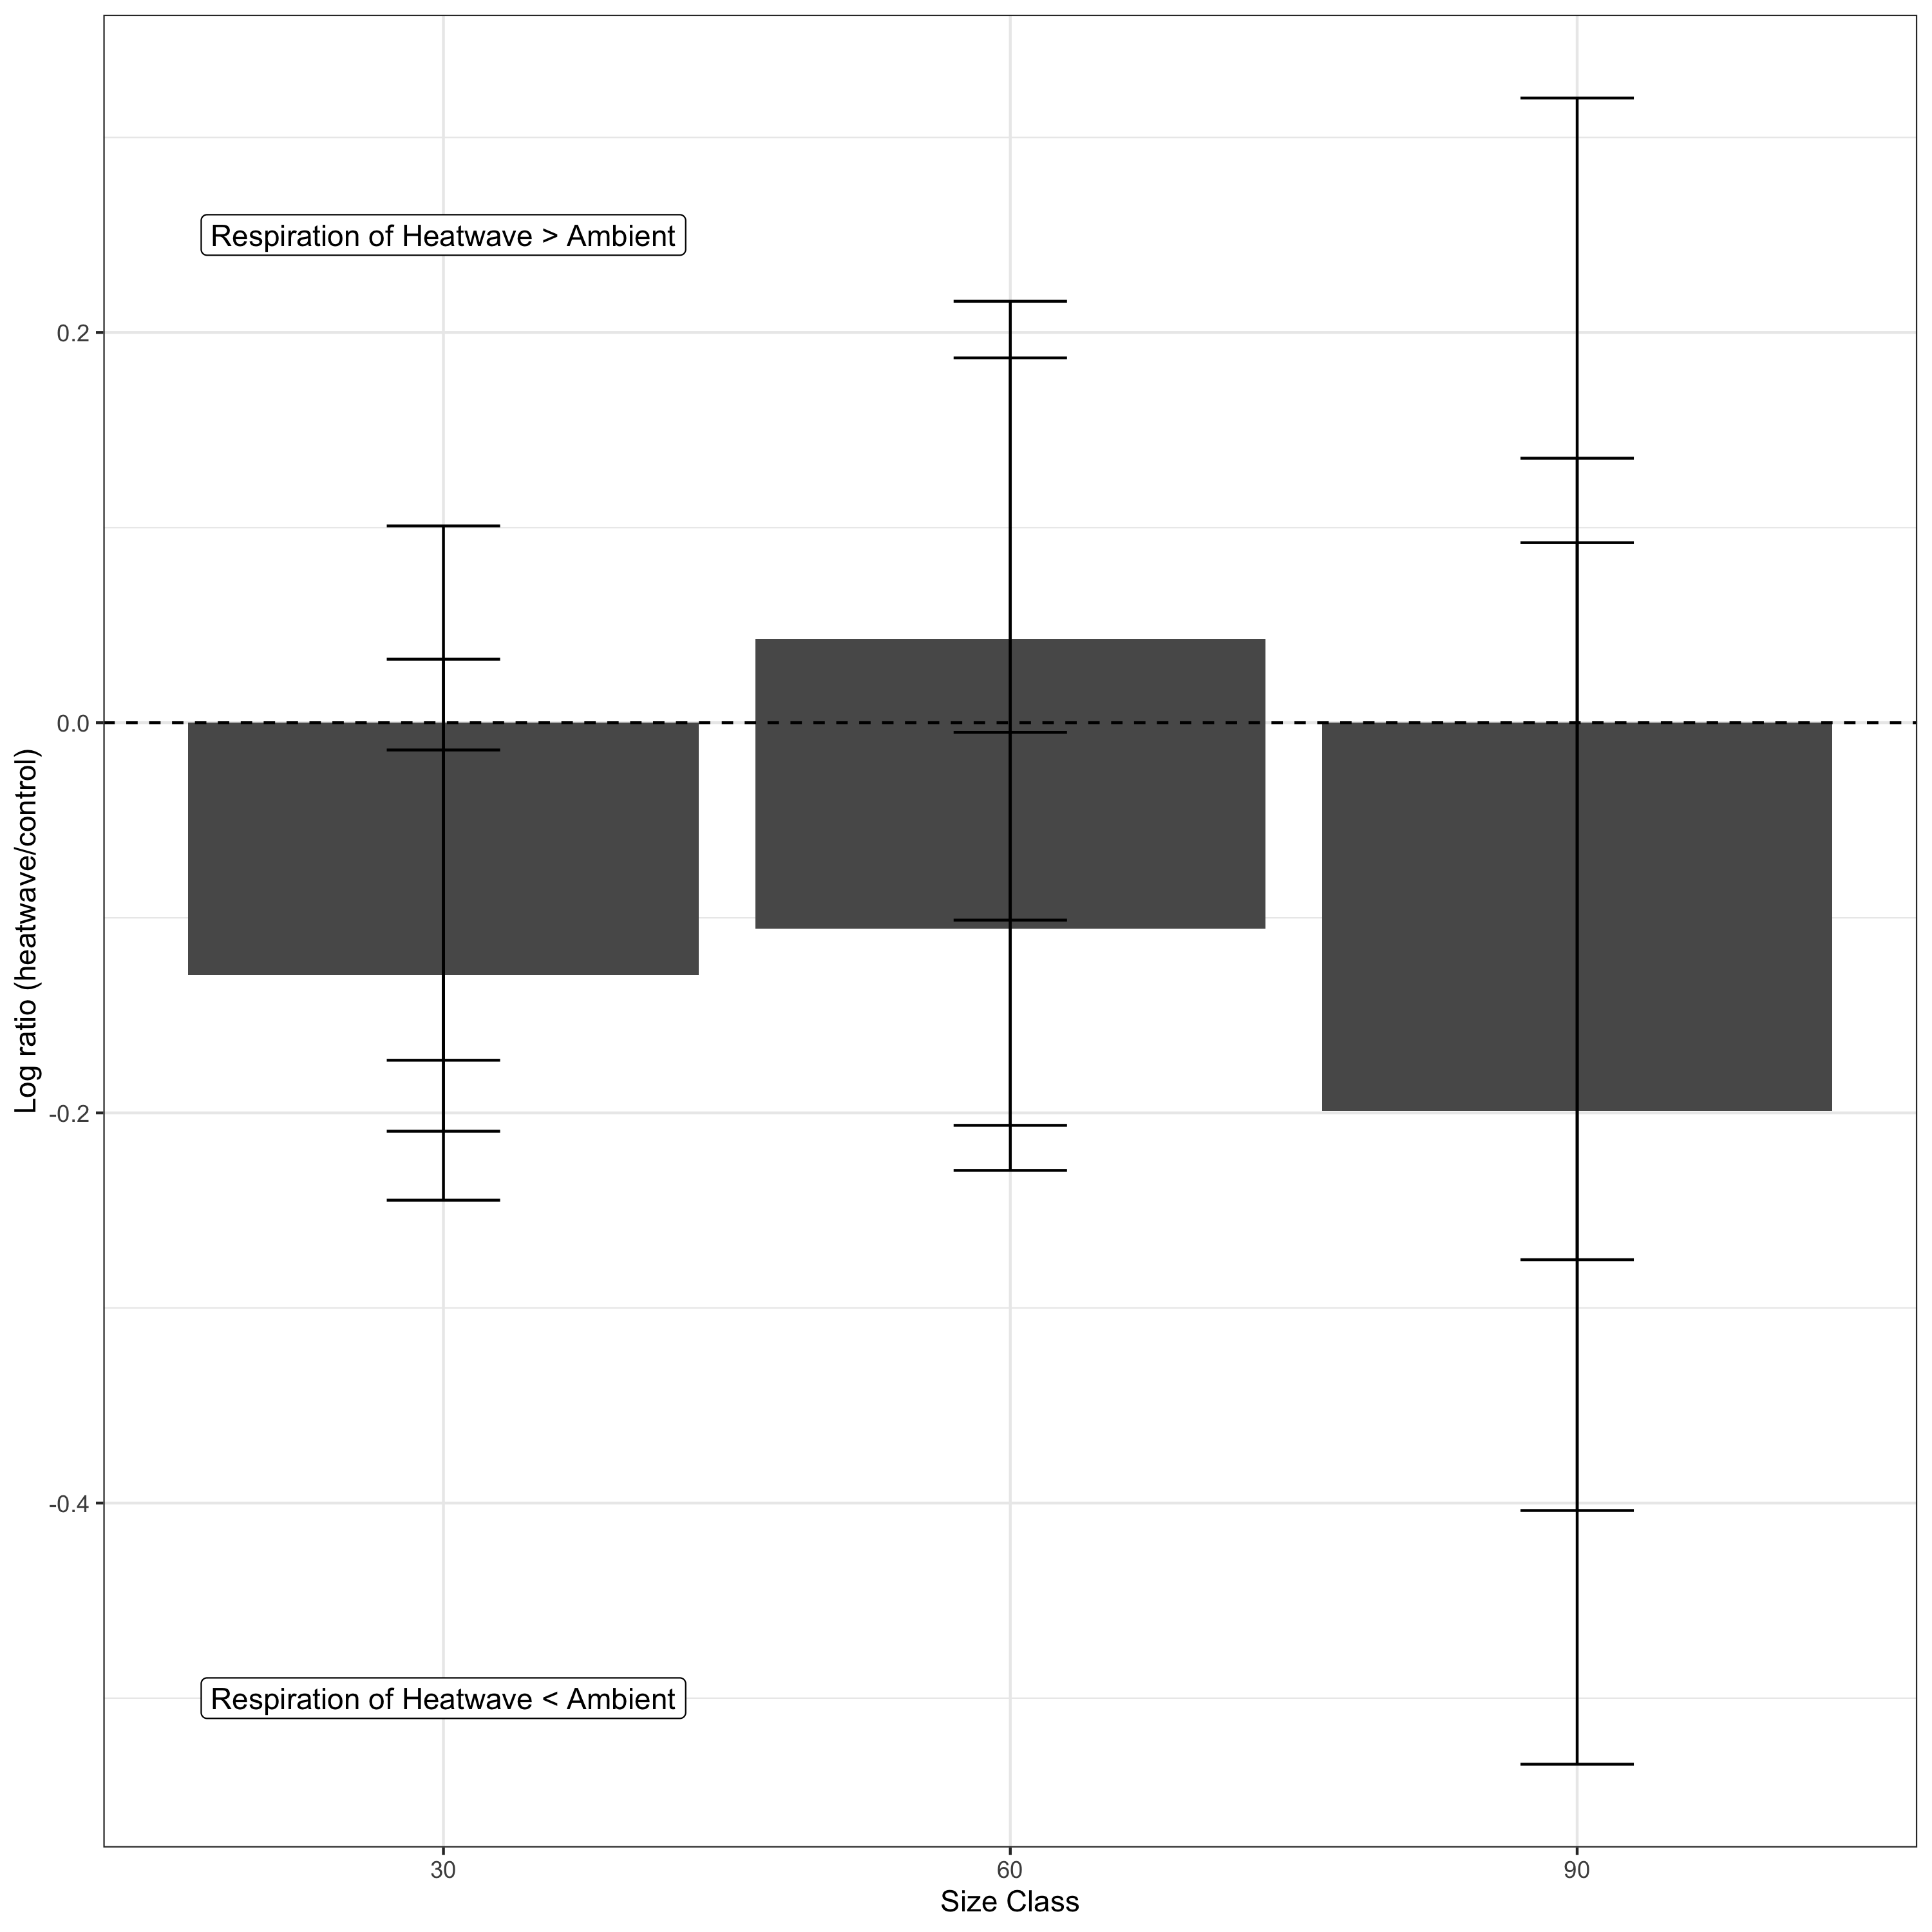 Respiration of Heatwave > Ambient
0.2
0.0
-0.2
-0.4
Log ratio (heatwave/control)
Respiration of Heatwave < Ambient
30 60 90
Size Class